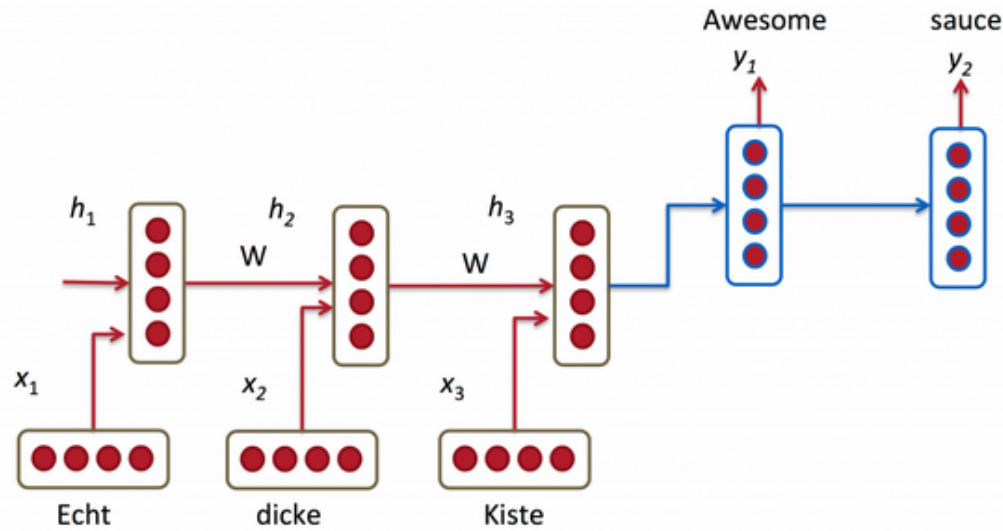 Awesome sauce
y1 y2
h1 h2 h3
W W
x1 x2 x3
Echt dicke Kiste